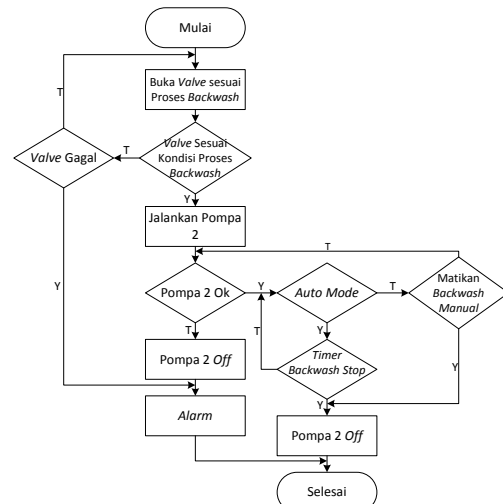 Mulai
Buka Valve sesuai
Proses Backwash
T
Valve Gagal
T
Valve Sesuai
Kondisi Proses
Backwash
Y
Jalankan Pompa
2
T
Y
Pompa 2 Ok
Y
Auto Mode
T
Matikan
Backwash
Manual
T
T
Y
Pompa 2 Off
Timer
Backwash Stop
Y
Y
Alarm
Pompa 2 Off
Selesai